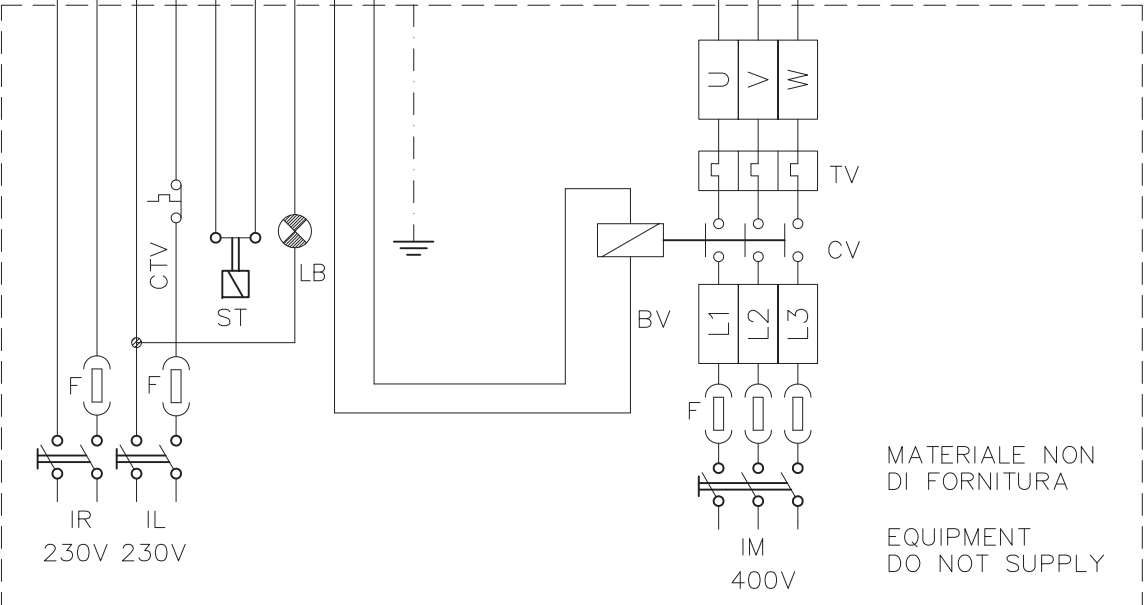 U V W
TV
CTV
ST
LB
CV
BV
L1 L2 L3
F F
F
IR IL
230V 230V
IM
400V
MATERIALE NON
DI FORNITURA
EQUIPMENT
DO NOT SUPPLY